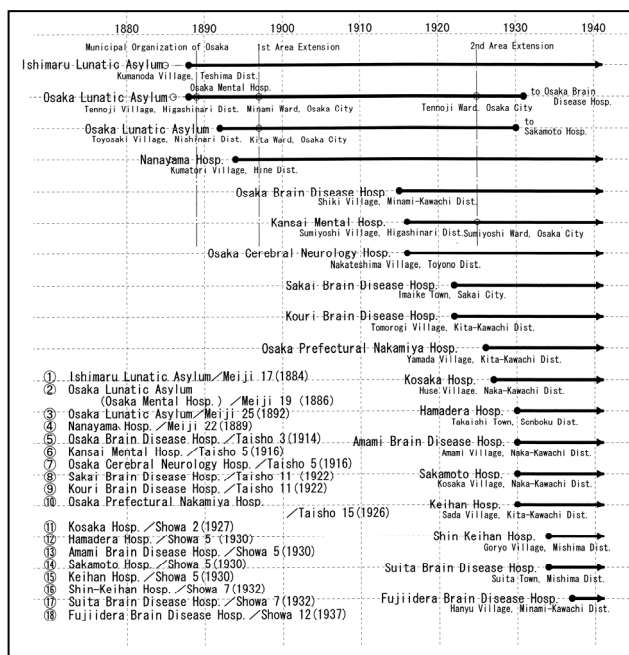 1880 1890 1900 1910 1920 1930 1940
Municipal Organization of Osaka 1st Area Extension 2nd Area Extension
Ishimaru Lunatic Asylum
Kumanoda Village, Teshima Dist.
Osaka Mental Hosp.
Osaka Lunatic Asylum
to Osaka Brain
Disease Hosp.
Tennoji Village, Higashinari Dist. Minami Ward, Osaka City Tennoji Ward, Osaka City
Osaka Lunatic Asylum
to
Sakamoto Hosp.
Toyosaki Village, Nishinari Dist. Kita Ward, Osaka City
Nanayama Hosp.
Kumatori Village, Hine Dist.
Osaka Brain Disease Hosp.
Shiki Village, Minami-Kawachi Dist.
Kansai Mental Hosp.
Sumiyoshi Village, Higashinari Dist. Sumiyoshi Ward, Osaka City
Osaka Cerebral Neurology Hosp.
Nakateshima Village, Toyono Dist.
Sakai Brain Disease Hosp.
Imaike Town, Sakai City.
Kouri Brain Disease Hosp.
Tomorogi Village, Kita-Kawachi Dist.
Osaka Prefectural Nakamiya Hosp.
Yamada Village, Kita-Kawachi Dist.
Kosaka Hosp.
Huse Village, Naka-Kawachi Dist.
Hamadera Hosp.
Takaishi Town, Senboku Dist.
Amami Brain Disease Hosp.
Amami Village, Naka-Kawachi Dist.
Sakamoto Hosp.
Kosaka Village, Naka-Kawachi Dist.
Keihan Hosp.
Sada Village, Kita-Kawachi Dist.
Shin Keihan Hosp.
Goryo Village, Mishima Dist.
Suita Brain Disease Hosp.
Suita Town, Mishima Dist.
Fujiidera Brain Disease Hosp.
Hanyu Village, Minami-Kawachi Dist.
① Ishimaru Lunatic Asylum／Meiji 17(1884)
② Osaka Lunatic Asylum
(Osaka Mental Hosp.) ／Meiji 19 (1886)
③ Osaka Lunatic Asylum／Meiji 25(1892)
④ Nanayama Hosp.／Meiji 22(1889)
⑤ Osaka Brain Disease Hosp.／Taisho 3(1914)
⑥ Kansai Mental Hosp.／Taisho 5(1916)
⑦ Osaka Cerebral Neurology Hosp.／Taisho 5(1916)
⑧ Sakai Brain Disease Hosp.／Taisho 11 (1922)
⑨ Kouri Brain Disease Hosp.／Taisho 11(1922)
⑩ Osaka Prefectural Nakamiya Hosp.
／Taisho 15(1926)
⑪ Kosaka Hosp.／Showa 2(1927)
⑫ Hamadera Hosp.／Showa 5 (1930)
⑬ Amami Brain Disease Hosp.／Showa 5(1930)
⑭ Sakamoto Hosp.／Showa 5(1930)
⑮ Keihan Hosp.／Showa 5(1930)
⑯ Shin-Keihan Hosp.／Showa 7(1932)
⑰ Suita Brain Disease Hosp.／Showa 7(1932)
⑱ Fujiidera Brain Disease Hosp.／Showa 12(1937)